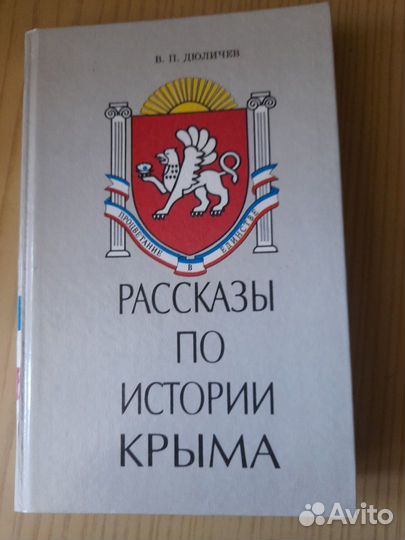 В. П. ДЮЛИЧЕВ
ПРОЦВЕТАНИЕ В ЕДИНСТВЕ
РАССКАЗЫ
ПО
ИСТОРИИ
КРЫМА
Avito